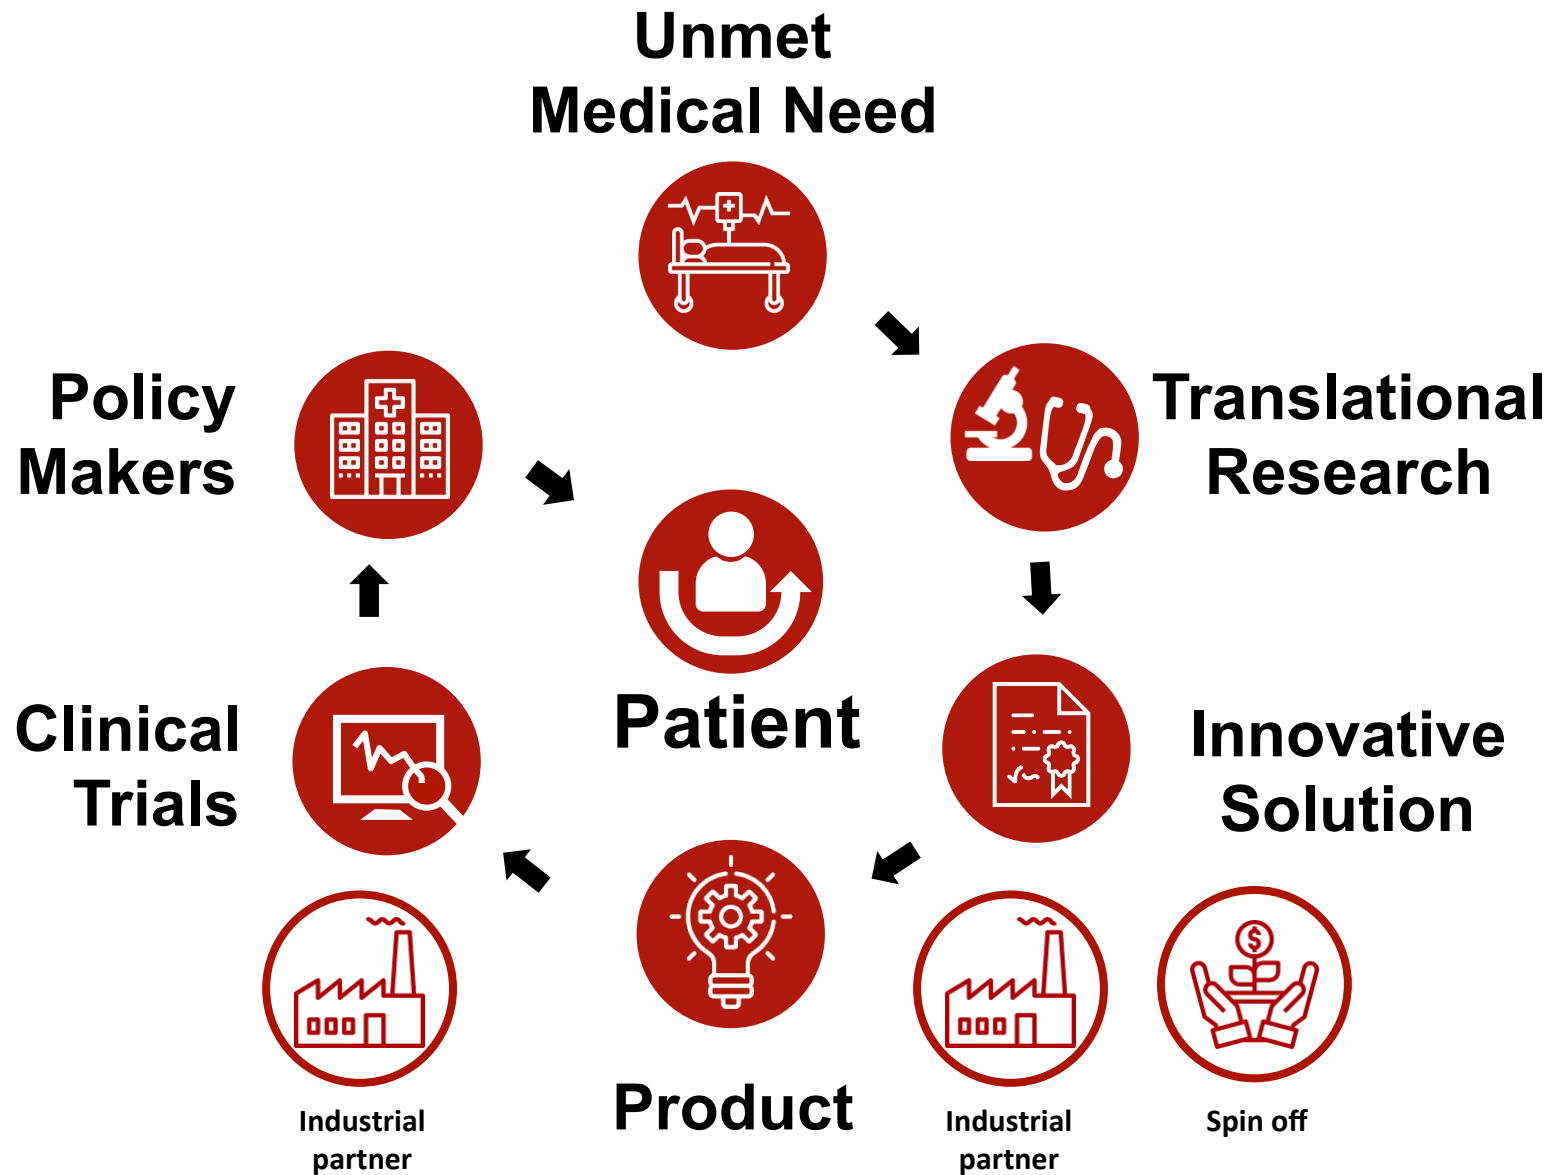 Unmet
Medical Need
Policy
Makers
Translational
Research
Patient
Clinical
Trials
Innovative
Solution
$
Product
Industrial
partner
Industrial
partner
Spin off